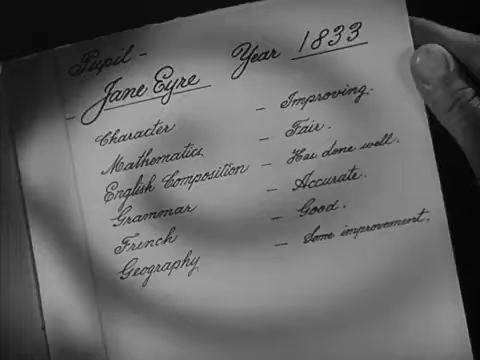 Pupil - Year 1833
- Jane Eyre
Character - Improving.
Mathematics - Fair.
English Composition - Has done well.
Grammar - Accurate.
French - Good.
Geography - Some improvement.